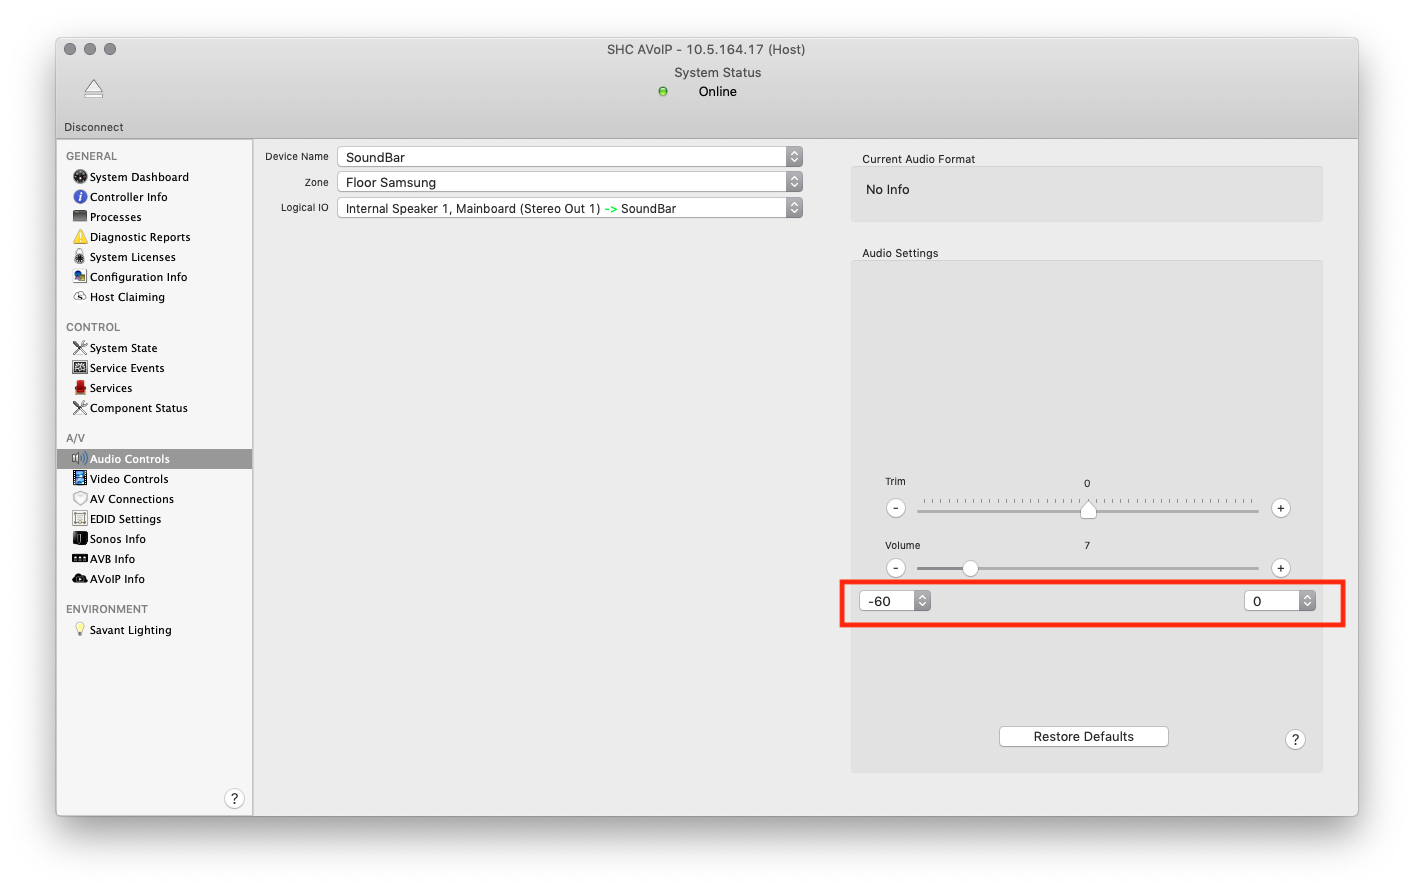 SHC AVoIP - 10.5.164.17 (Host)
System Status
Online
Disconnect
GENERAL
System Dashboard
Controller Info
Processes
Diagnostic Reports
System Licenses
Configuration Info
Host Claiming
CONTROL
System State
Service Events
Services
Component Status
A/V
Audio Controls
Video Controls
AV Connections
EDID Settings
Sonos Info
AVB Info
AVoIP Info
ENVIRONMENT
Savant Lighting
?
Device Name SoundBar
Zone Floor Samsung
Logical IO Internal Speaker 1, Mainboard (Stereo Out 1) -> SoundBar
Current Audio Format
No Info
Audio Settings
Trim 0
- +
Volume 7
- +
-60 0
Restore Defaults
?